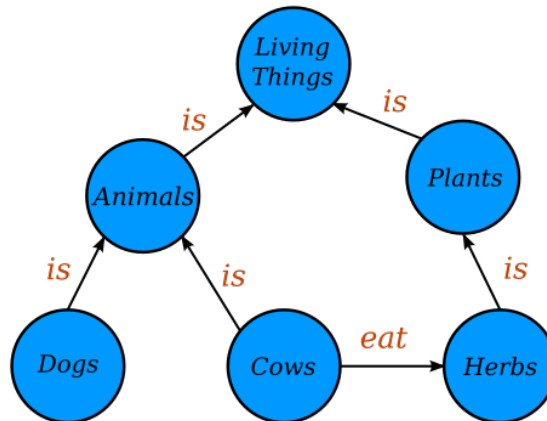 Living
Things
is
is
Animals
Plants
is
is
is
Dogs
Cows
eat
Herbs